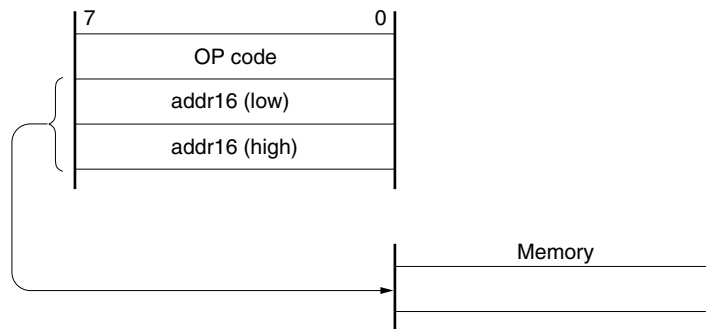 7 0
OP code
addr16 (low)
addr16 (high)
Memory